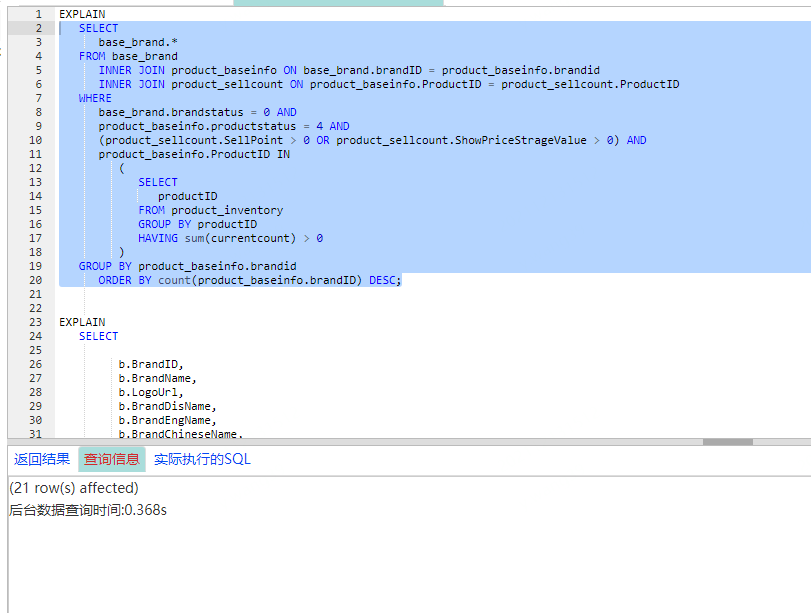 1 EXPLAIN
2 SELECT
3 base_brand.*
4 FROM base_brand
5 INNER JOIN product_baseinfo ON base_brand.brandID = product_baseinfo.brandid
6 INNER JOIN product_sellcount ON product_baseinfo.ProductID = product_sellcount.ProductID
7 WHERE
8 base_brand.brandstatus = 0 AND
9 product_baseinfo.productstatus = 4 AND
10 (product_sellcount.SellPoint > 0 OR product_sellcount.ShowPriceStrageValue > 0) AND
11 product_baseinfo.ProductID IN
12 (
13 SELECT
14 productID
15 FROM product_inventory
16 GROUP BY productID
17 HAVING sum(currentcount) > 0
18 )
19 GROUP BY product_baseinfo.brandid
20 ORDER BY count(product_baseinfo.brandID) DESC;
21
22
23 EXPLAIN
24 SELECT
25
26 b.BrandID,
27 b.BrandName,
28 b.LogoUrl,
29 b.BrandDisName,
30 b.BrandEngName,
31 b.BrandChineseName,
返回结果 查询信息 实际执行的SQL
(21 row(s) affected)
后台数据查询时间:0.368s